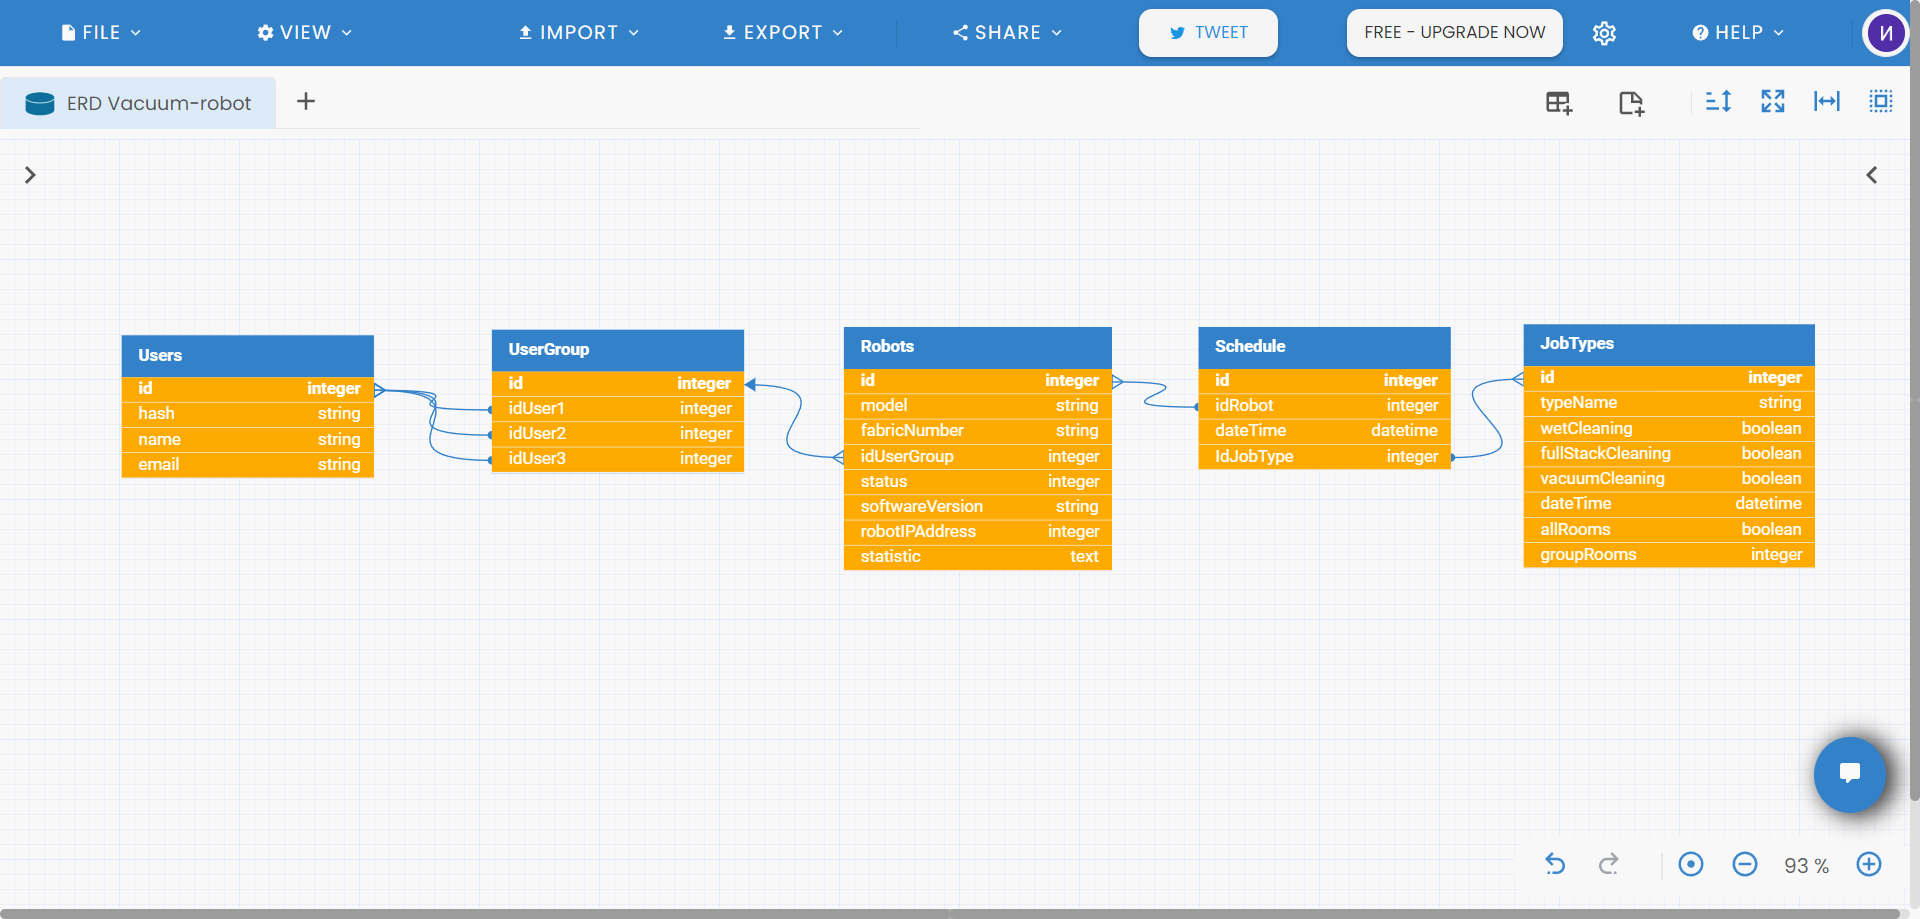 FILE VIEW IMPORT EXPORT SHARE TWEET FREE - UPGRADE NOW HELP И
ERD Vacuum-robot
Users
id integer
hash string
name string
email string
UserGroup
id integer
idUser1 integer
idUser2 integer
idUser3 integer
Robots
id integer
model string
fabricNumber string
idUserGroup integer
status integer
softwareVersion string
robotIPAddress integer
statistic text
Schedule
id integer
idRobot integer
dateTime datetime
IdJobType integer
JobTypes
id integer
typeName string
wetCleaning boolean
fullStackCleaning boolean
vacuumCleaning boolean
dateTime datetime
allRooms boolean
groupRooms integer
93 %